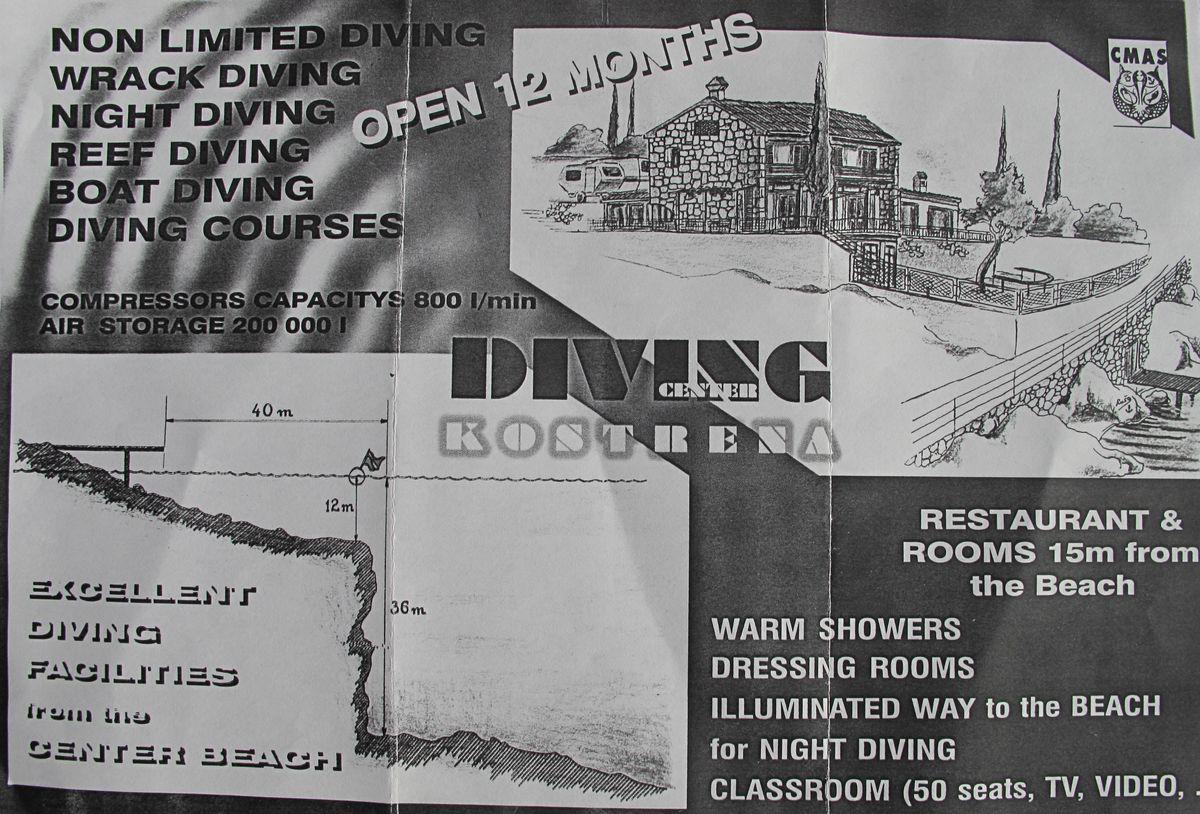 NON LIMITED DIVING
WRACK DIVING
NIGHT DIVING
REEF DIVING
BOAT DIVING
DIVING COURSES
OPEN 12 MONTHS
CMAS
COMPRESSORS CAPACITYS 800 l/min
AIR STORAGE 200 000 l
DIVING
CENTER
KOSTRENA
40 m
12m
36m
EXCELLENT
DIVING
FACILITIES
from the
CENTER BEACH
RESTAURANT &
ROOMS 15m from
the Beach
WARM SHOWERS
DRESSING ROOMS
ILLUMINATED WAY to the BEACH
for NIGHT DIVING
CLASSROOM (50 seats, TV, VIDEO, .